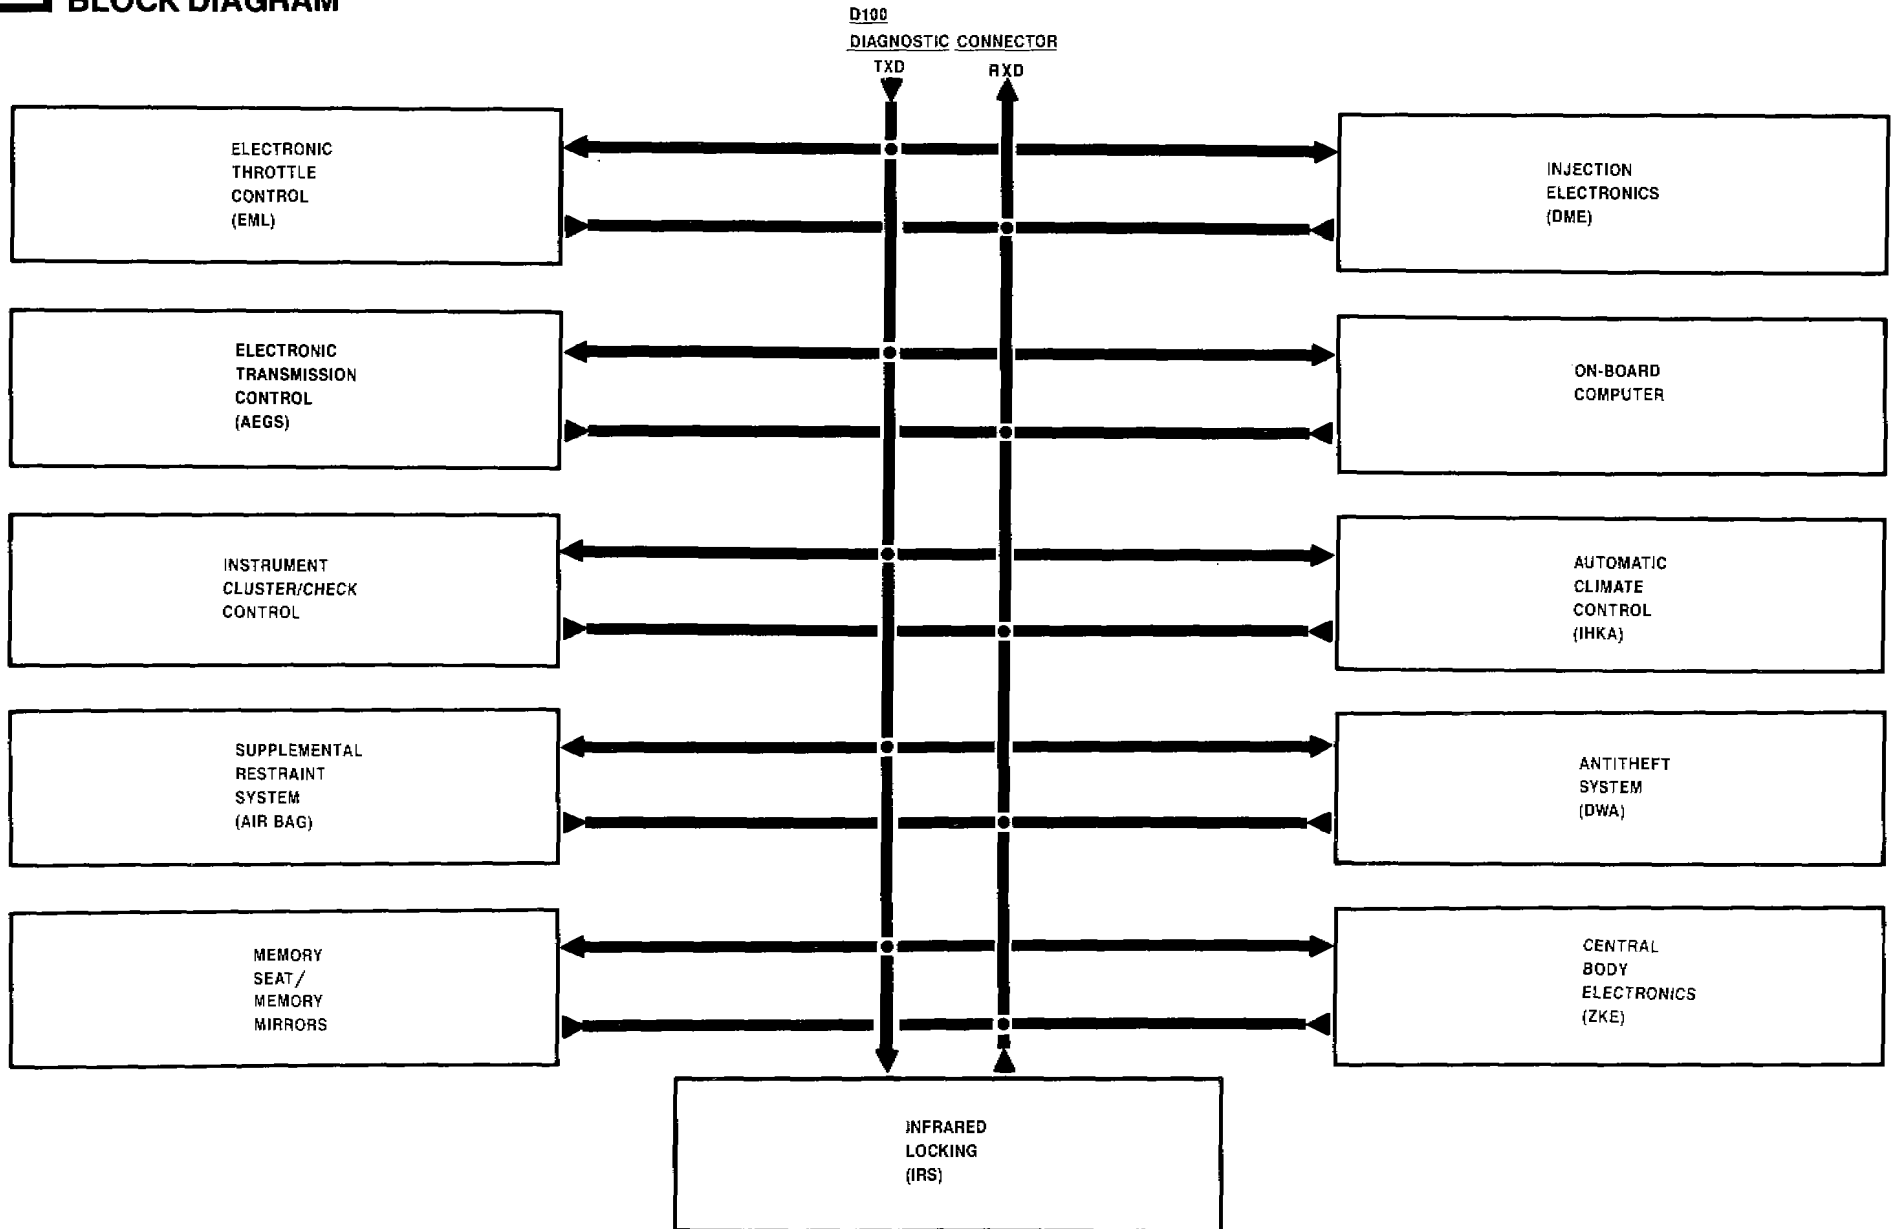 BLOCK DIAGRAM
D100
DIAGNOSTIC CONNECTOR
TXD
RXD
ELECTRONIC
THROTTLE
CONTROL
(EML)
INJECTION
ELECTRONICS
(DME)
ELECTRONIC
TRANSMISSION
CONTROL
(AEGS)
ON-BOARD
COMPUTER
INSTRUMENT
CLUSTER/CHECK
CONTROL
AUTOMATIC
CLIMATE
CONTROL
(IHKA)
SUPPLEMENTAL
RESTRAINT
SYSTEM
(AIR BAG)
ANTITHEFT
SYSTEM
(DWA)
MEMORY
SEAT/
MEMORY
MIRRORS
CENTRAL
BODY
ELECTRONICS
(ZKE)
INFRARED
LOCKING
(IRS)